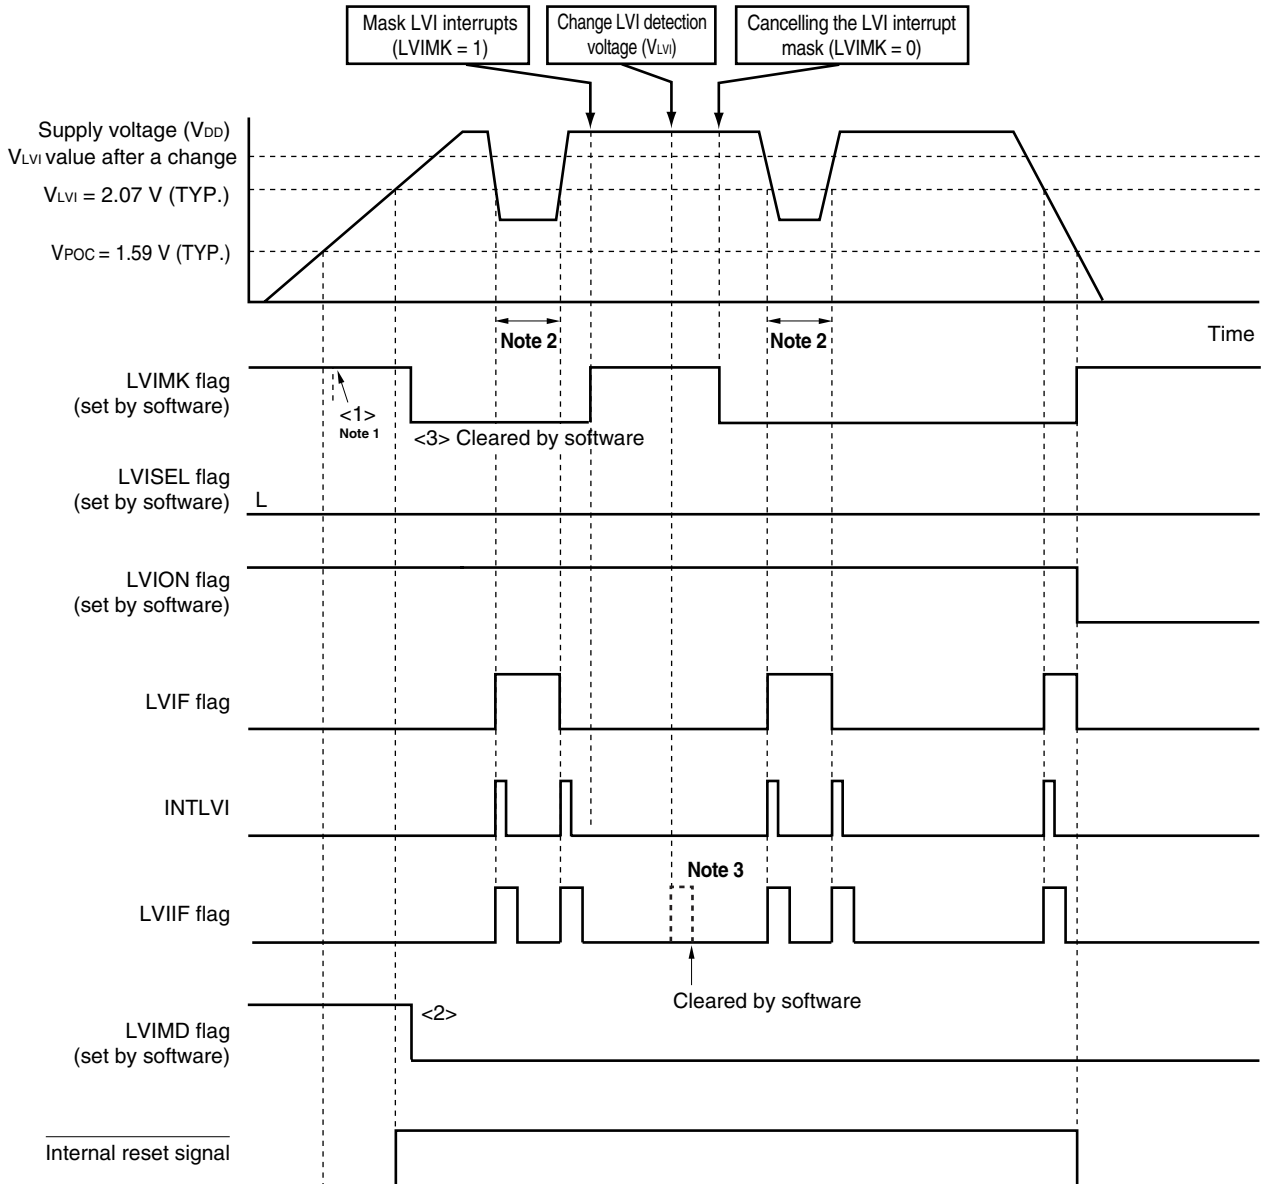 Mask LVI interrupts
(LVIMK = 1)
Change LVI detection
voltage (VLVI)
Cancelling the LVI interrupt
mask (LVIMK = 0)
Supply voltage (VDD)
VLVI value after a change
VLVI = 2.07 V (TYP.)
VPOC = 1.59 V (TYP.)
Time
Note 2
Note 2
LVIMK flag
(set by software)
<1>
Note 1
<3> Cleared by software
LVISEL flag
(set by software)
L
LVION flag
(set by software)
LVIF flag
INTLVI
Note 3
LVIIF flag
Cleared by software
<2>
LVIMD flag
(set by software)
Internal reset signal